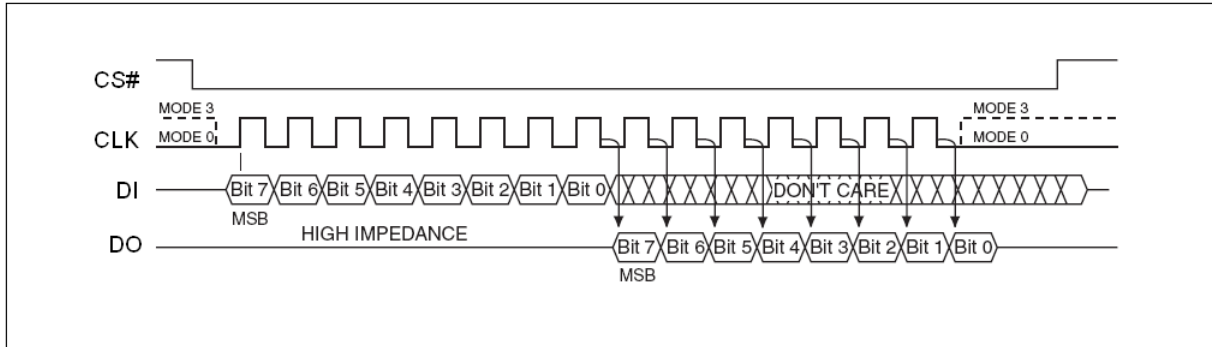 CS#
MODE 3 MODE 3
CLK MODE 0 MODE 0
DI Bit 7 Bit 6 Bit 5 Bit 4 Bit 3 Bit 2 Bit 1 Bit 0 DON'T CARE
MSB
HIGH IMPEDANCE
DO Bit 7 Bit 6 Bit 5 Bit 4 Bit 3 Bit 2 Bit 1 Bit 0
MSB